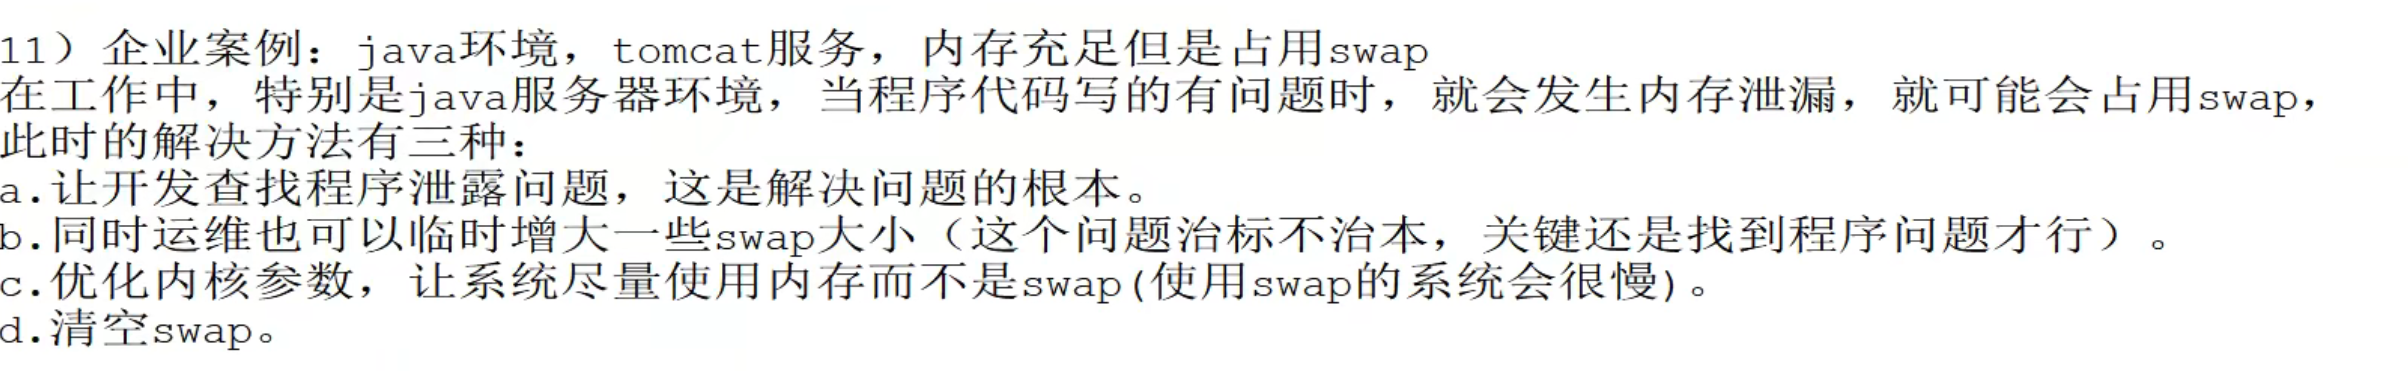 11）企业案例：java环境，tomcat服务，内存充足但是占用swap
在工作中，特别是java服务器环境，当程序代码写的有问题时，就会发生内存泄漏，就可能会占用swap，
此时的解决方法有三种：
a.让开发查找程序泄露问题，这是解决问题的根本。
b.同时运维也可以临时增大一些swap大小（这个问题治标不治本，关键还是找到程序问题才行）。
c.优化内核参数，让系统尽量使用内存而不是swap(使用swap的系统会很慢)。
d.清空swap。